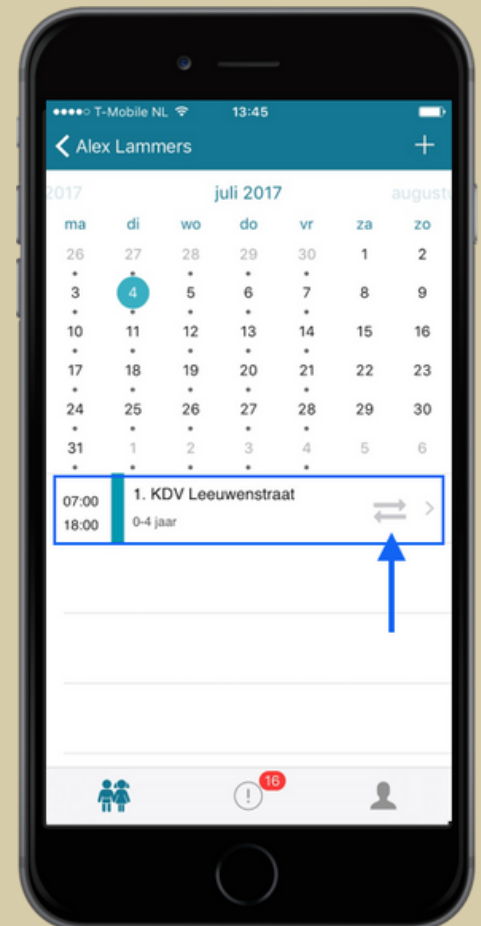 T-Mobile NL 13:45
Alex Lammers +
2017 juli 2017 august
ma di wo do vr za zo
26 27 28 29 30 1 2
3 4 5 6 7 8 9
10 11 12 13 14 15 16
17 18 19 20 21 22 23
24 25 26 27 28 29 30
31 1 2 3 4 5 6
07:00 1. KDV Leeuwenstraat
18:00 0-4 jaar
16